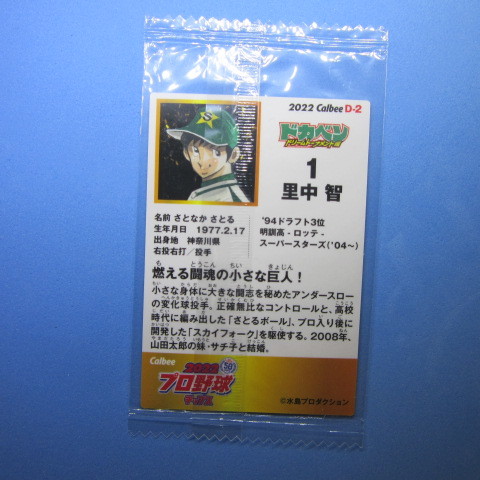 2022 Calbee D-2
ドカベン
ドリームトーナメント編
1
里中 智
名前 さとなか さとる
生年月日 1977.2.17
出身地 神奈川県
右投右打／投手
'94ドラフト3位
明訓高 - ロッテ -
スーパースターズ('04〜)
燃える闘魂の小さな巨人！
小さな身体に大きな闘志を秘めたアンダースロー
の変化球投手。正確無比なコントロールと、高校
時代に編み出した「さとるボール」、プロ入り後に
開発した「スカイフォーク」を駆使する。2008年、
山田太郎の妹・サチ子と結婚。
Calbee
2022
50
プロ野球
チップス
©水島プロダクション